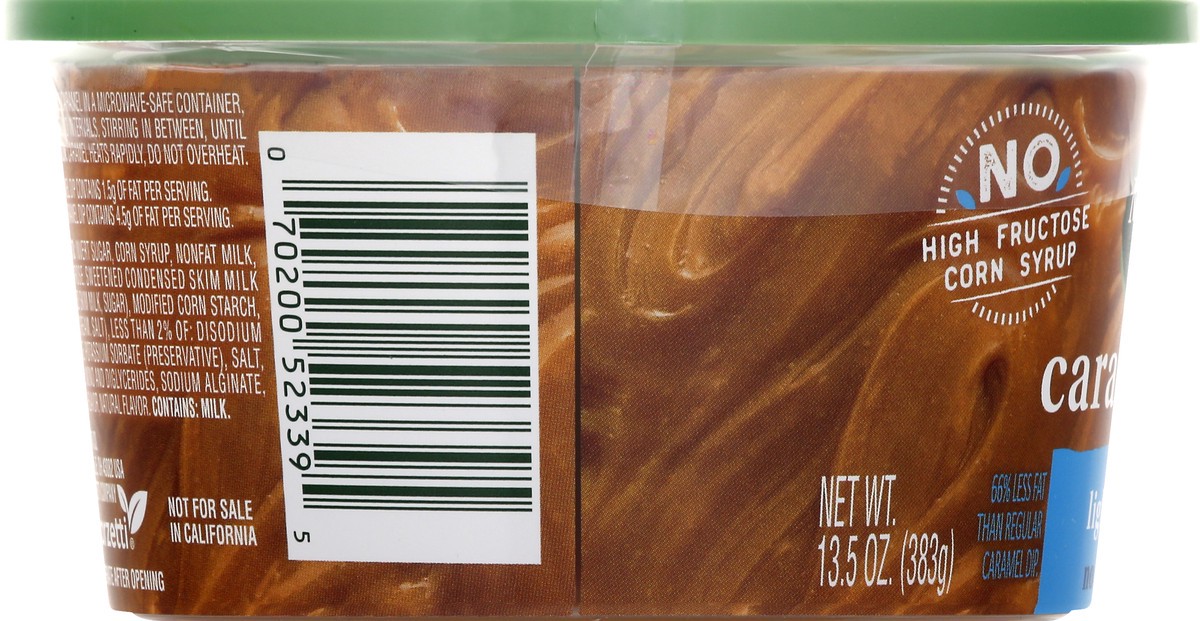 IN A MICROWAVE-SAFE CONTAINER,
INTERVALS, STIRRING IN BETWEEN, UNTIL
CARAMEL HEATS RAPIDLY, DO NOT OVERHEAT.
DIP CONTAINS 1.5g OF FAT PER SERVING.
DIP CONTAINS 4.5g OF FAT PER SERVING.
INVERT SUGAR, CORN SYRUP, NONFAT MILK,
SWEETENED CONDENSED SKIM MILK
MILK, SUGAR), MODIFIED CORN STARCH,
SALT), LESS THAN 2% OF: DISODIUM
POTASSIUM SORBATE (PRESERVATIVE), SALT,
AND DIGLYCERIDES, SODIUM ALGINATE,
NATURAL FLAVOR. CONTAINS: MILK.
USA
rzetti®
AFTER OPENING
NOT FOR SALE
IN CALIFORNIA
0 70200 52339 5
NO
HIGH FRUCTOSE
CORN SYRUP
cara
NET WT.
13.5 OZ. (383g)
66% LESS FAT
THAN REGULAR
CARAMEL DIP.
lig